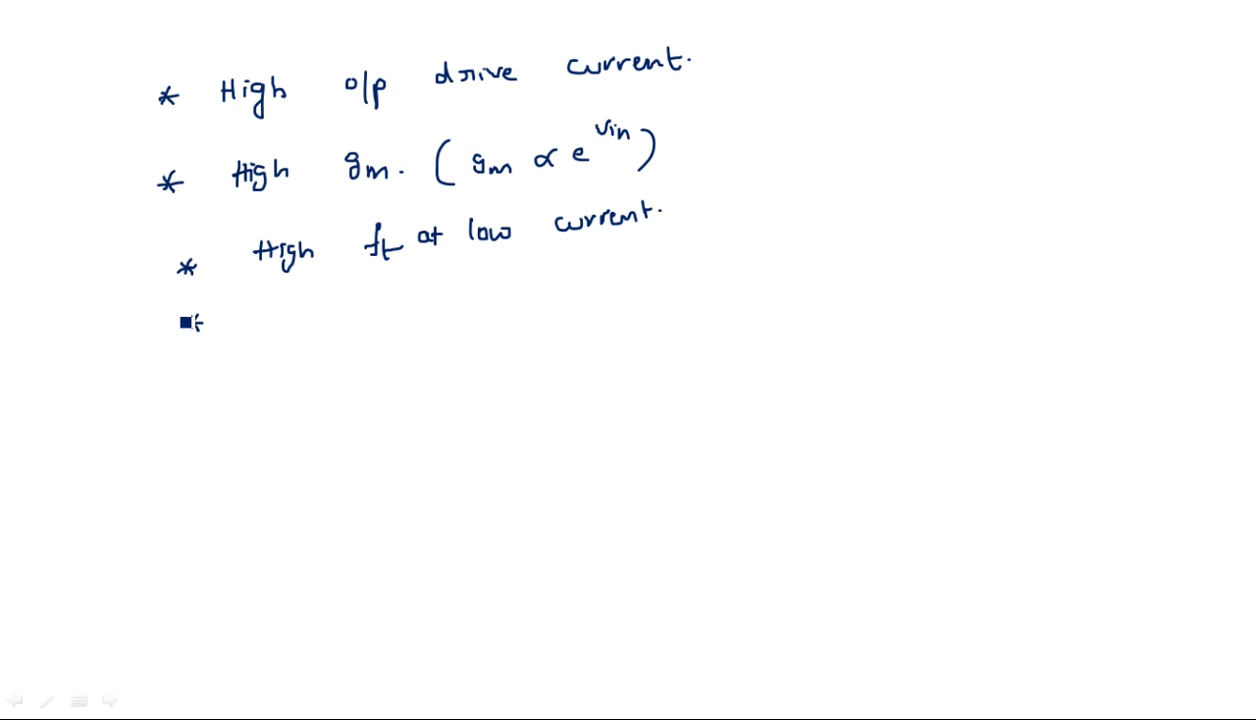 * High o/p drive current.
* High gm. ( gm ∝ e^Vin )
* High ft at low current.
*